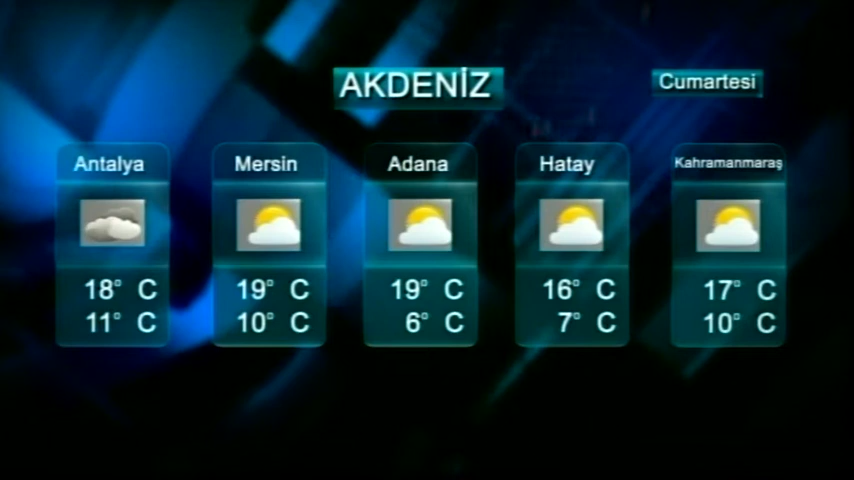 AKDENİZ
Cumartesi
Antalya
18° C
11° C
Mersin
19° C
10° C
Adana
19° C
6° C
Hatay
16° C
7° C
Kahramanmaraş
17° C
10° C